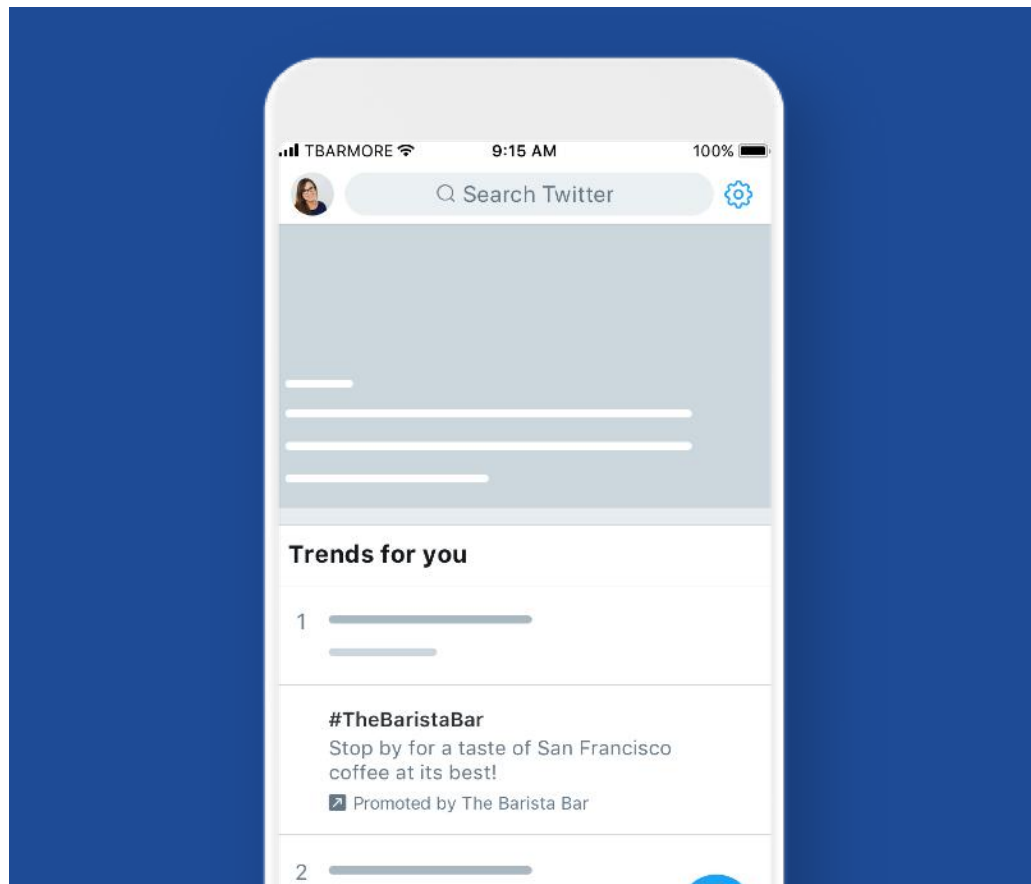 TBARMORE 9:15 AM 100%
Search Twitter
Trends for you
1
#TheBaristaBar
Stop by for a taste of San Francisco
coffee at its best!
Promoted by The Barista Bar
2